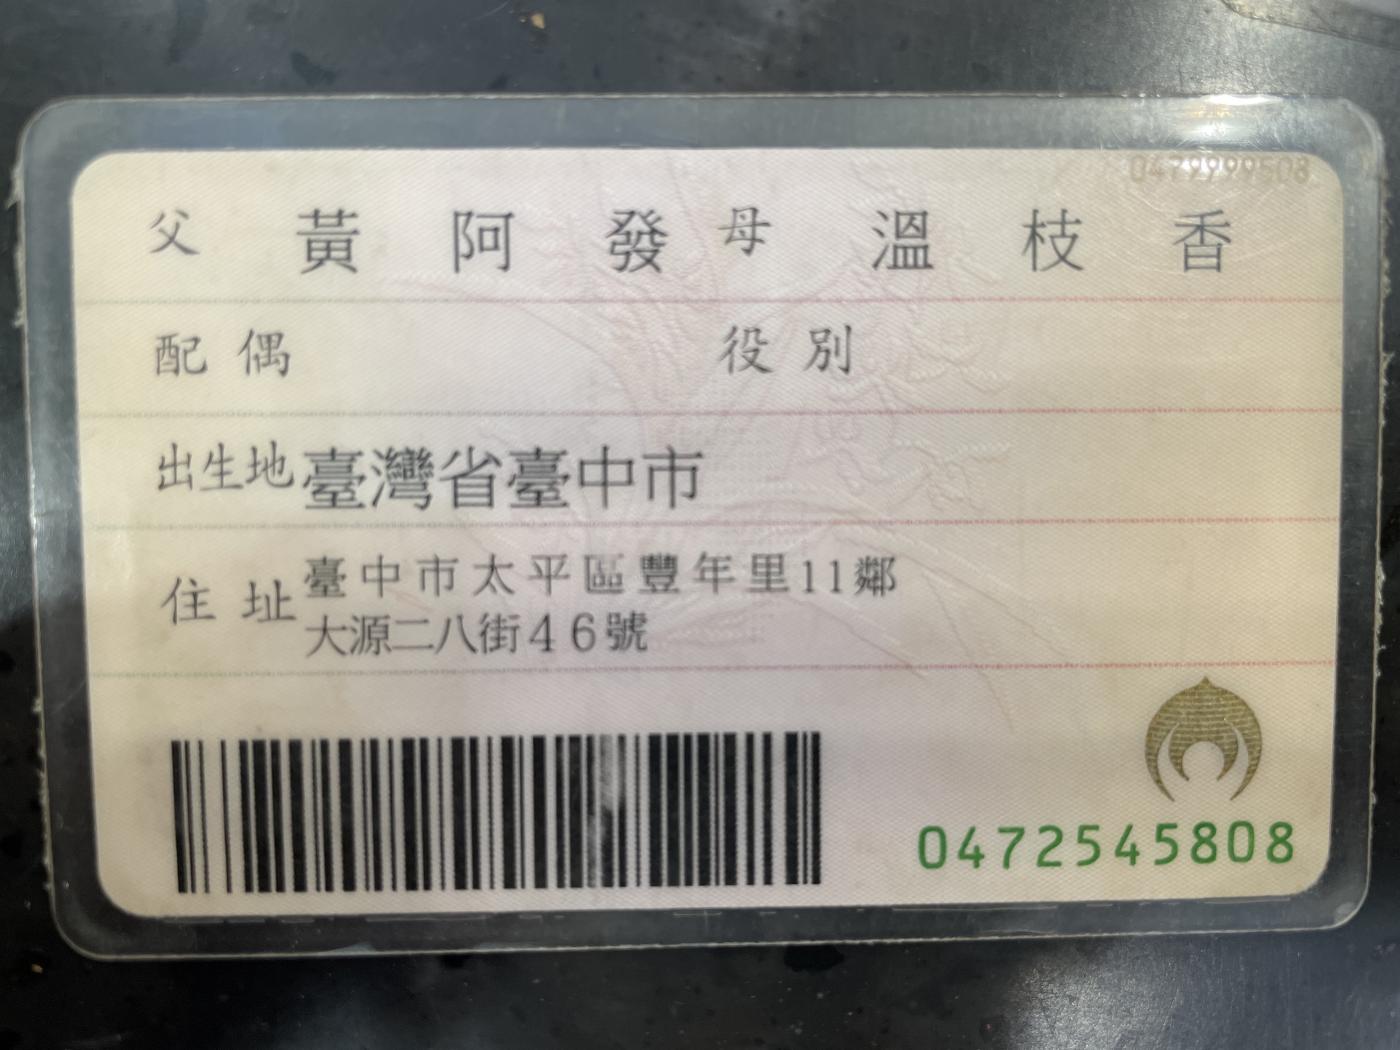 父 黃阿發 母 溫枝香
配偶 役別
出生地 臺灣省臺中市
住址 臺中市太平區豐年里11鄰
大源二八街46號
0472545808